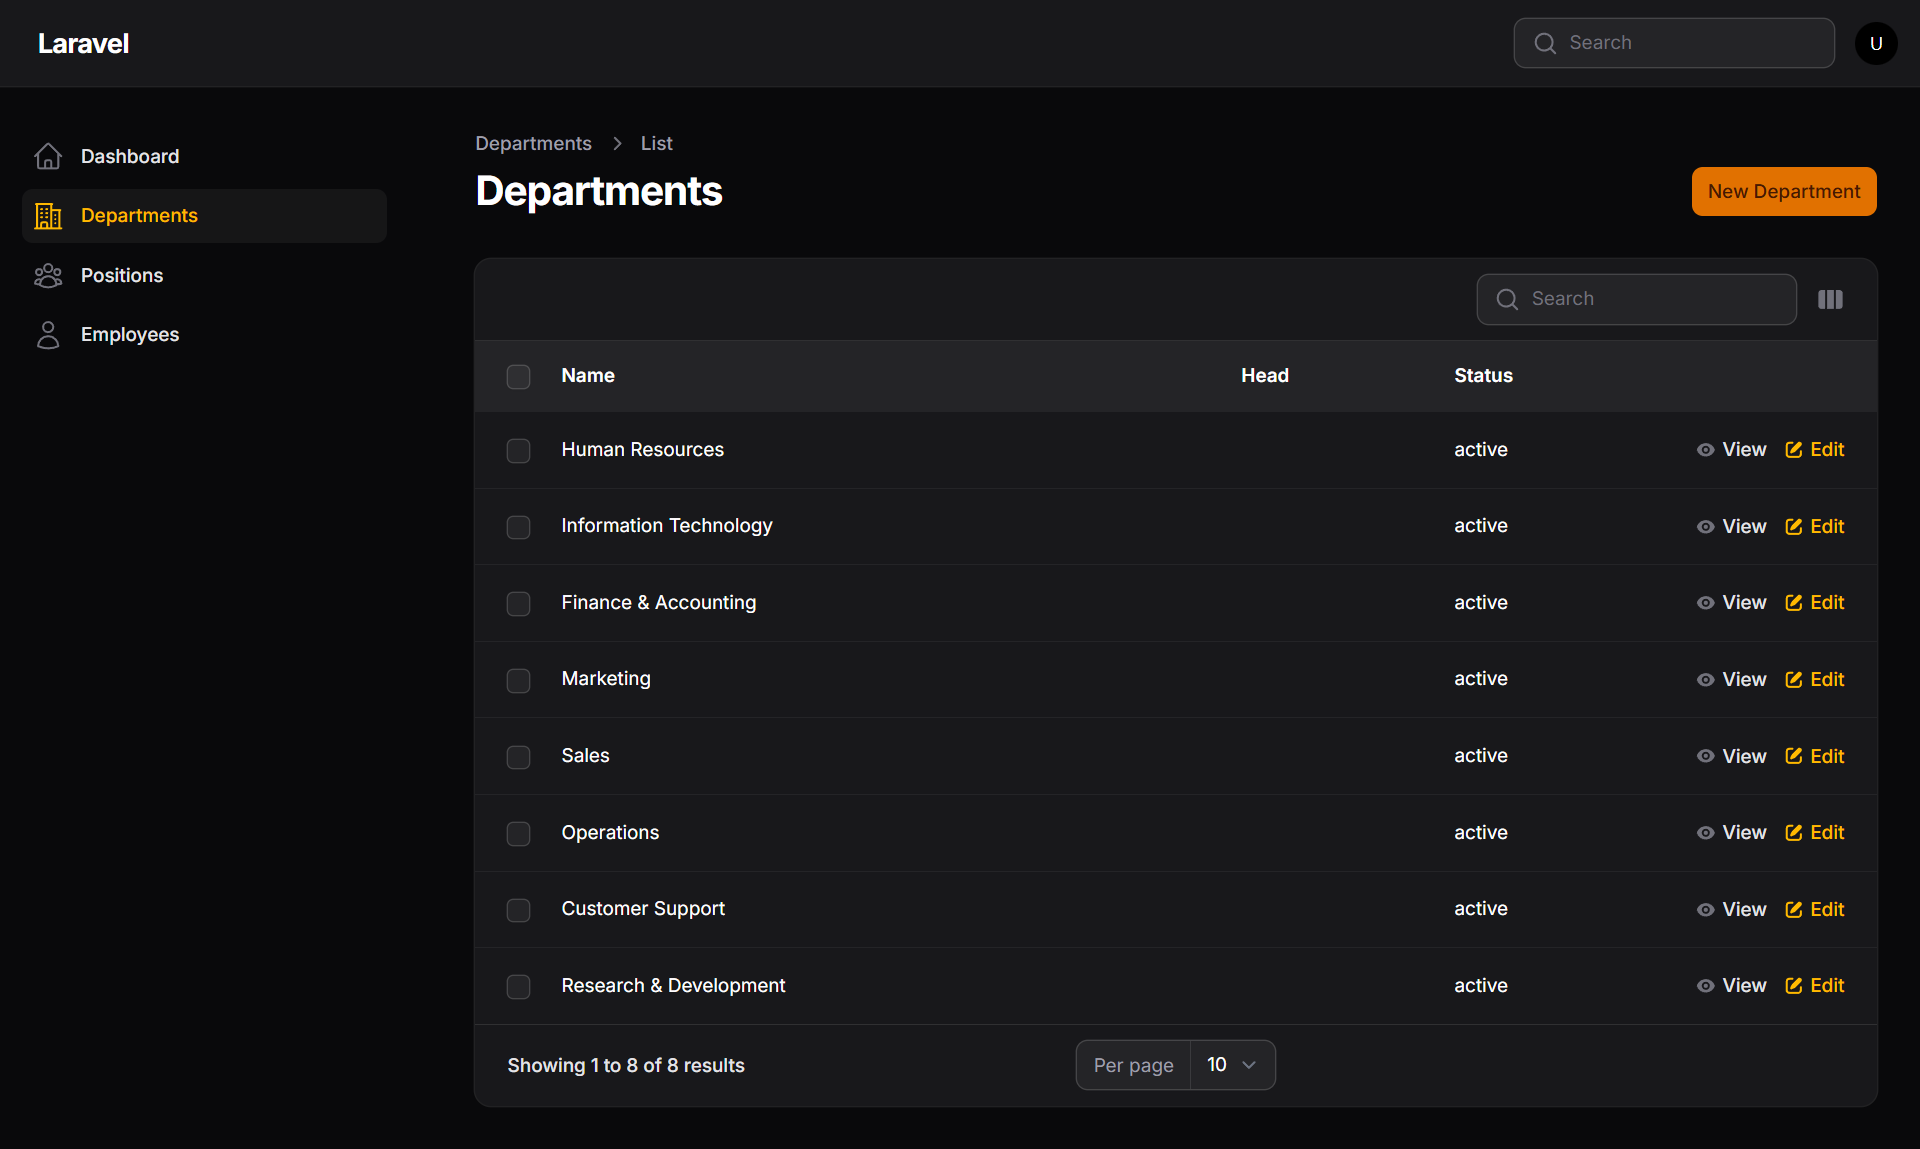 Laravel
Search
U
Dashboard
Departments
Positions
Employees
Departments > List
Departments
New Department
Search
Name Head Status
Human Resources active View Edit
Information Technology active View Edit
Finance & Accounting active View Edit
Marketing active View Edit
Sales active View Edit
Operations active View Edit
Customer Support active View Edit
Research & Development active View Edit
Showing 1 to 8 of 8 results
Per page 10